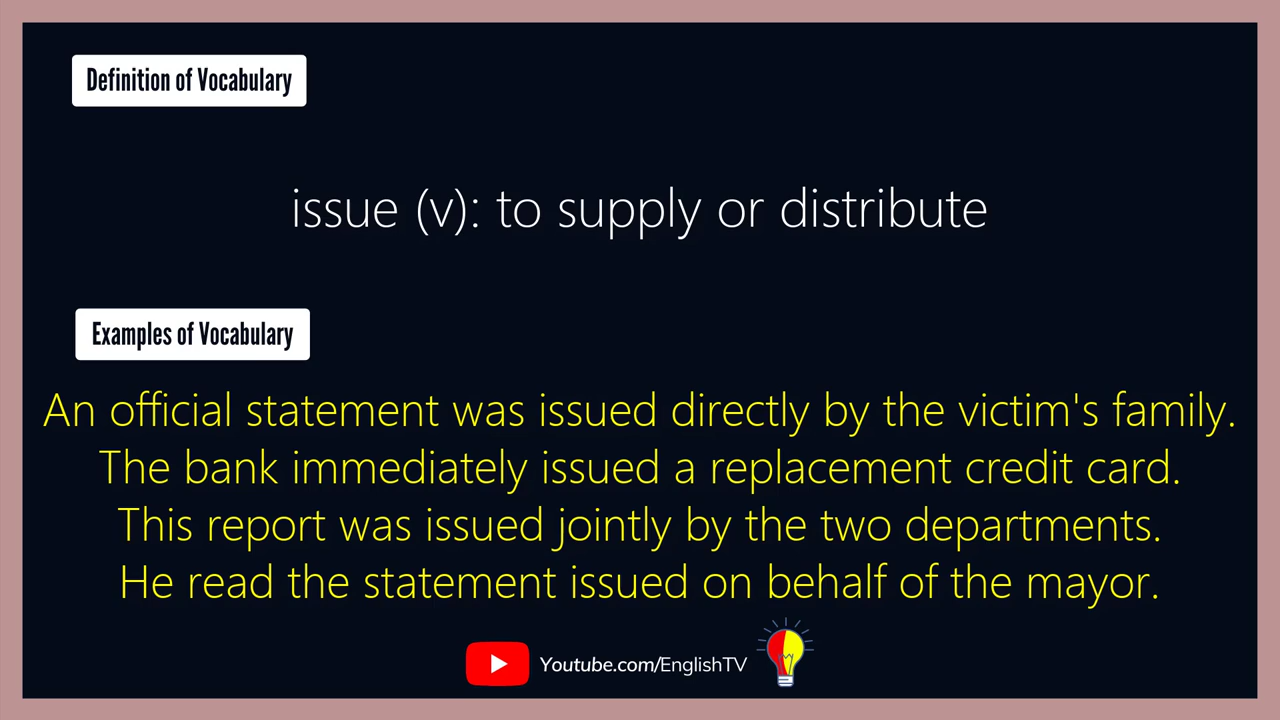 Definition of Vocabulary
issue (v): to supply or distribute
Examples of Vocabulary
An official statement was issued directly by the victim's family.
The bank immediately issued a replacement credit card.
This report was issued jointly by the two departments.
He read the statement issued on behalf of the mayor.
Youtube.com/EnglishTV